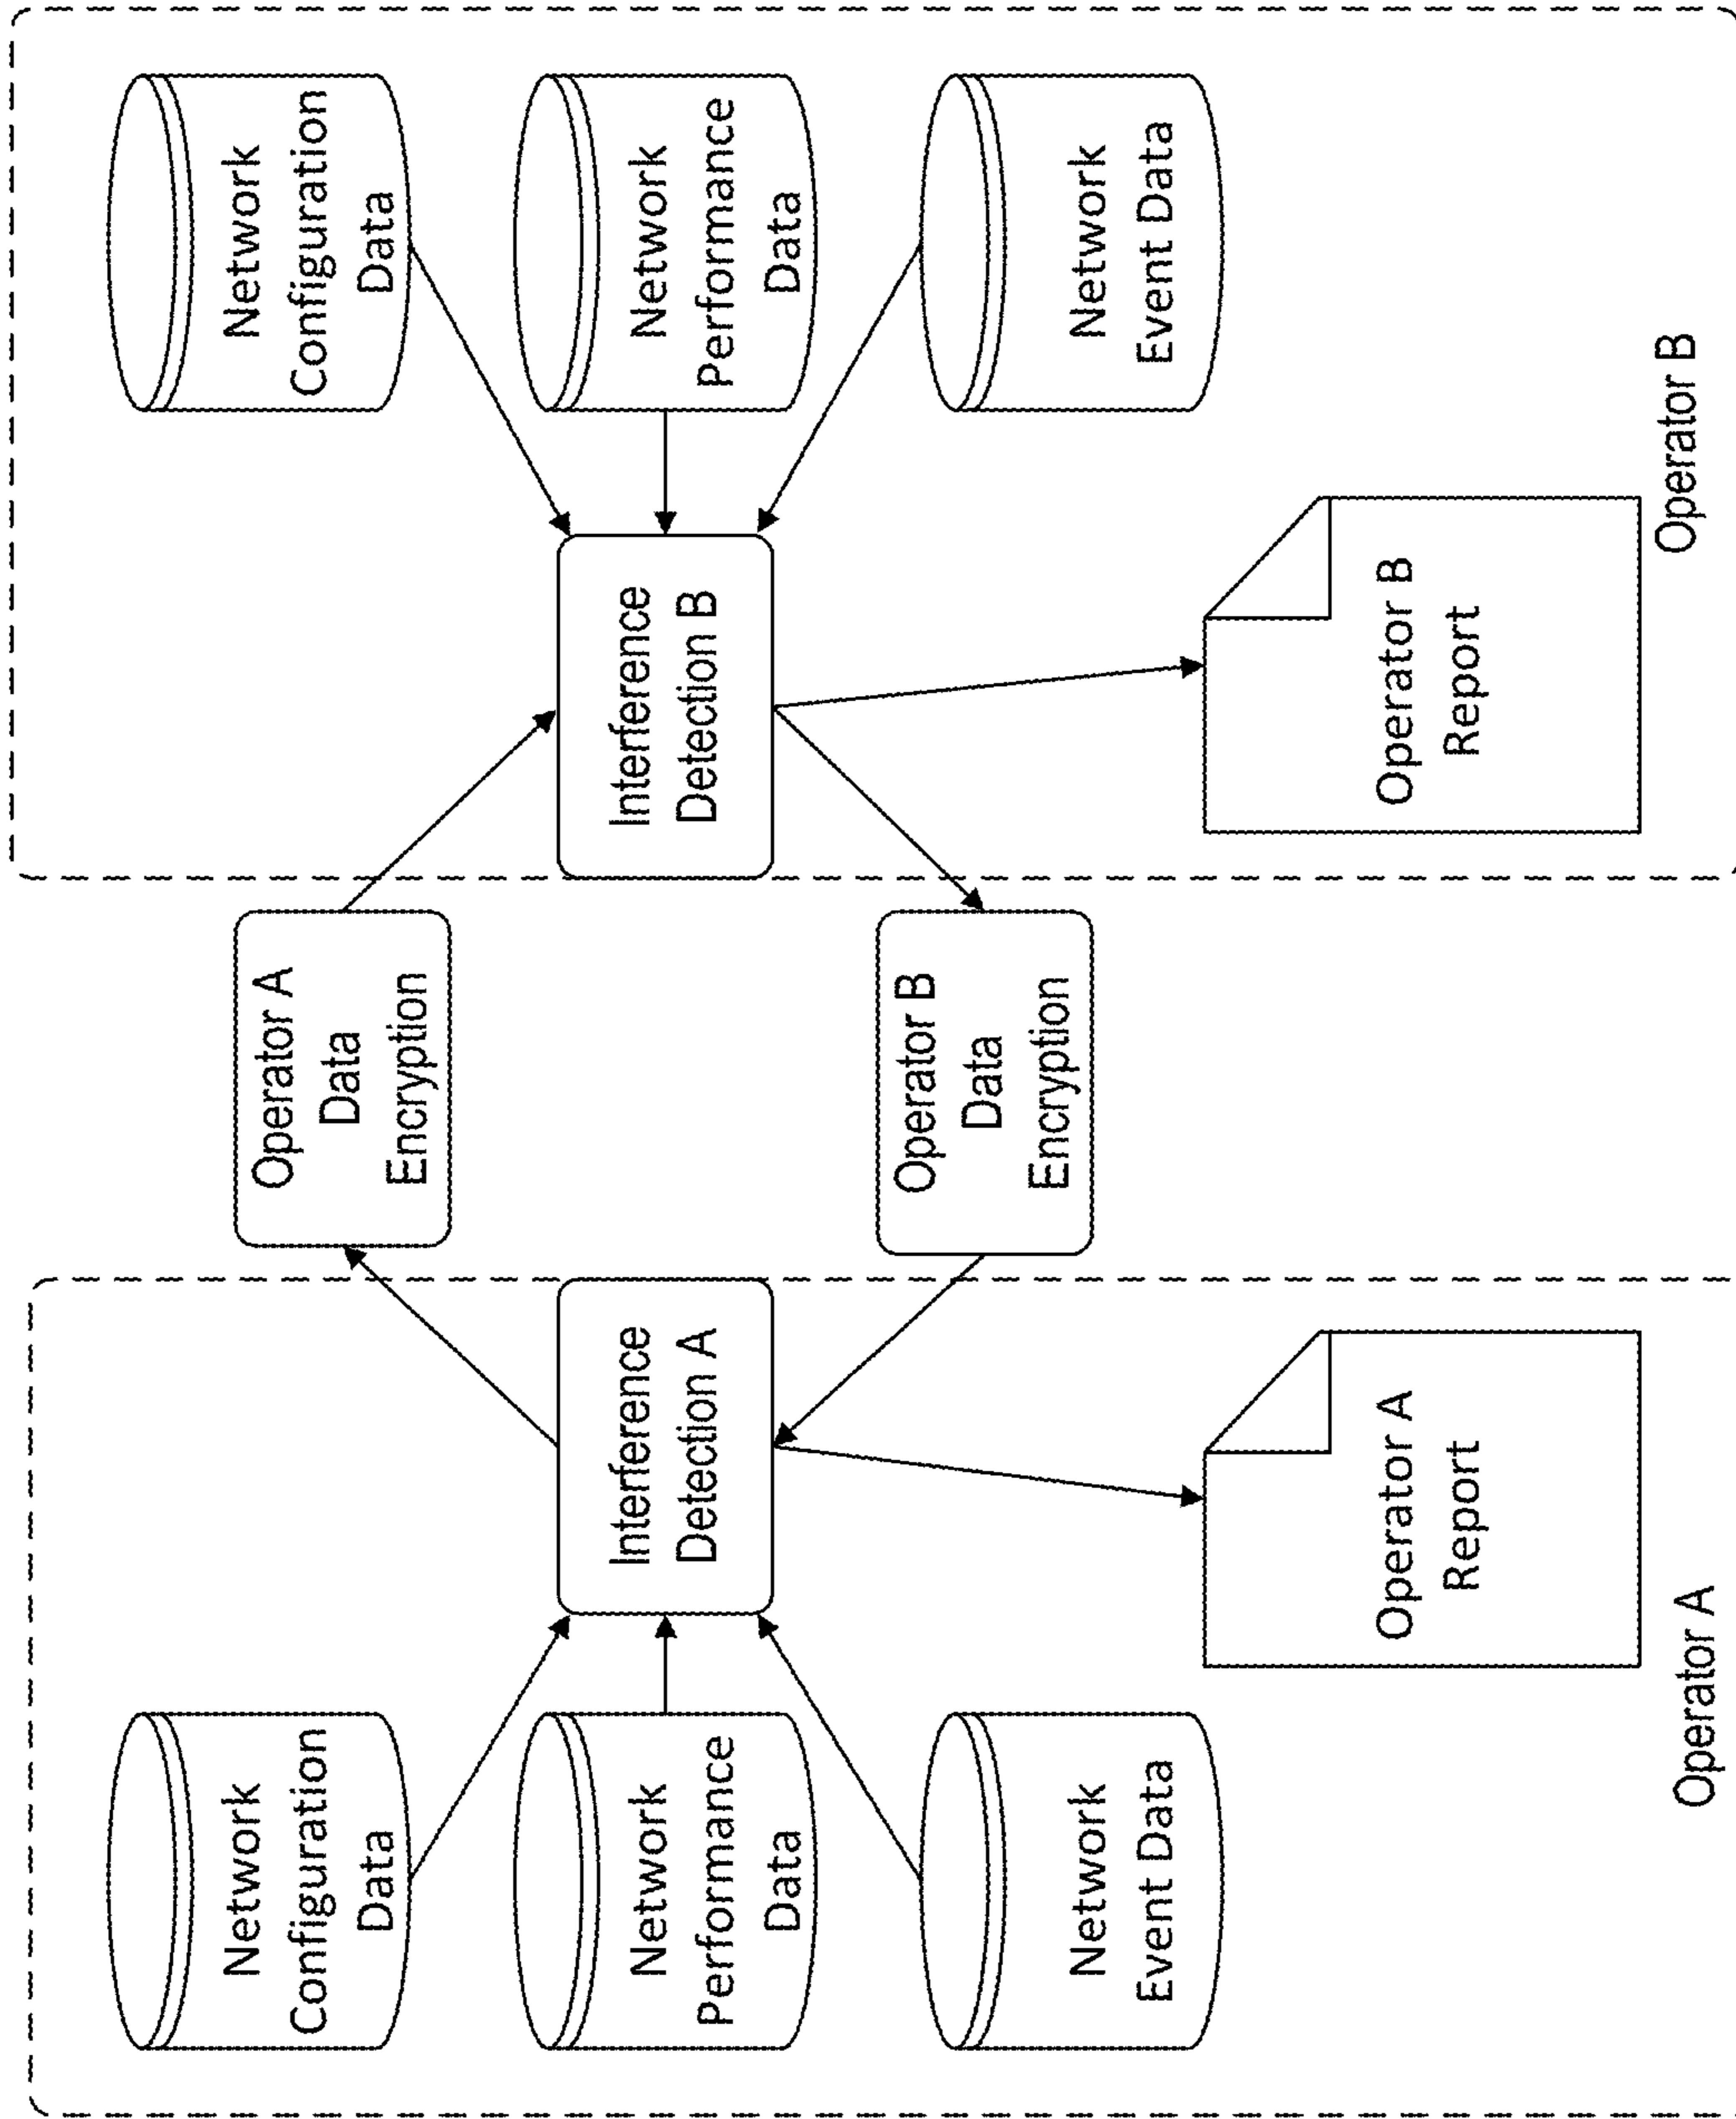 Network
Configuration
Data
Network
Performance
Data
Network
Event Data
Interference
Detection A
Operator A
Report
Operator A
Operator A
Data
Encryption
Operator B
Data
Encryption
Interference
Detection B
Operator B
Report
Network
Configuration
Data
Network
Performance
Data
Network
Event Data
Operator B